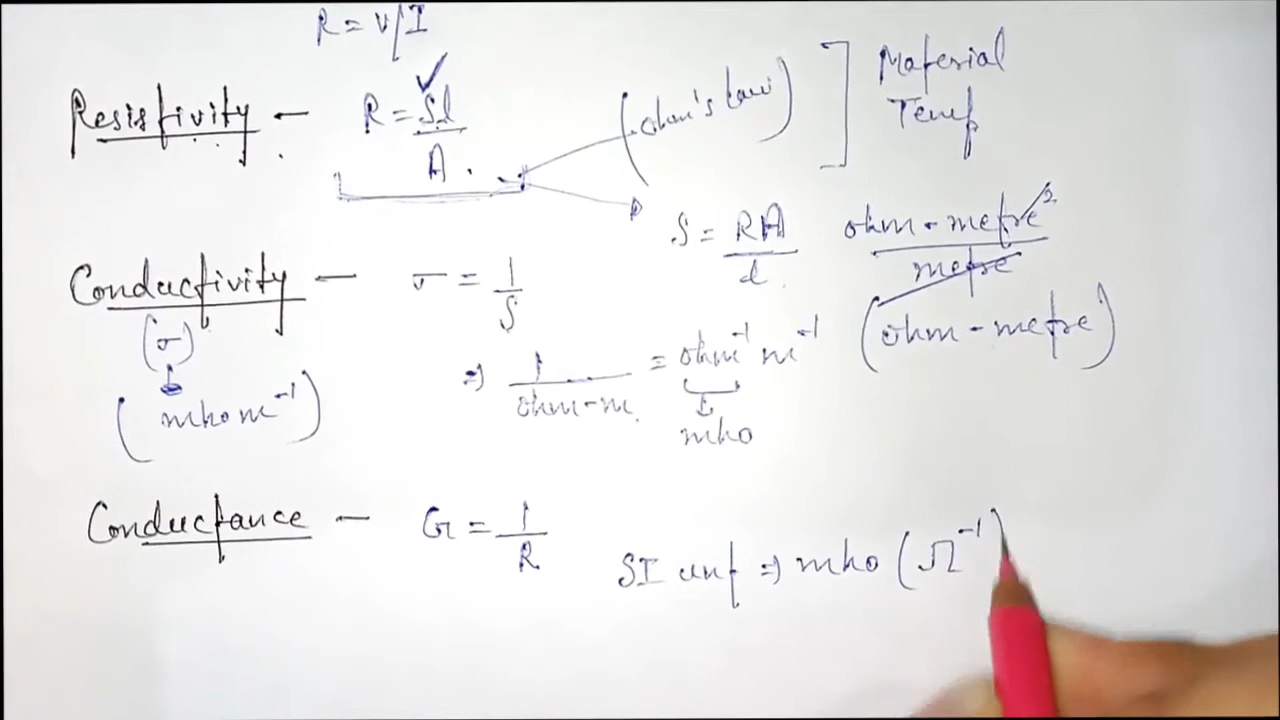 R = V/I
Resistivity - R = Sl/A (ohm's law) ] Material
Temp
S = RA/l ohm-metre²/metre
(ohm-metre)
Conductivity - σ = 1/S
(σ)
(mho m⁻¹)
⇒ 1/ohm-m = ohm⁻¹ m⁻¹
mho
Conductance - G = 1/R
SI unit ⇒ mho (Ω⁻¹)